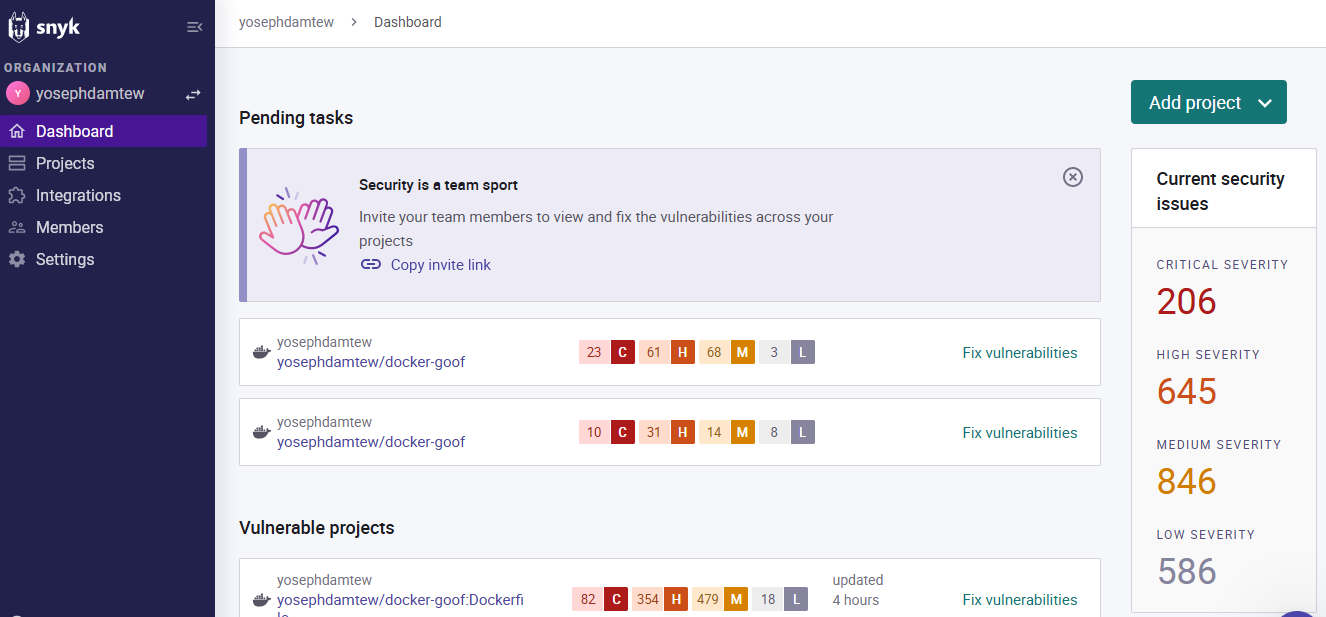 snyk
yosephdamtew > Dashboard
ORGANIZATION
Y yosephdamtew
Dashboard
Projects
Integrations
Members
Settings
Add project
Pending tasks
Security is a team sport
Invite your team members to view and fix the vulnerabilities across your
projects
Copy invite link
yosephdamtew
yosephdamtew/docker-goof
23 C 61 H 68 M 3 L
Fix vulnerabilities
yosephdamtew
yosephdamtew/docker-goof
10 C 31 H 14 M 8 L
Fix vulnerabilities
Vulnerable projects
yosephdamtew
yosephdamtew/docker-goof:Dockerfi
82 C 354 H 479 M 18 L
updated
4 hours
Fix vulnerabilities
Current security
issues
CRITICAL SEVERITY
206
HIGH SEVERITY
645
MEDIUM SEVERITY
846
LOW SEVERITY
586